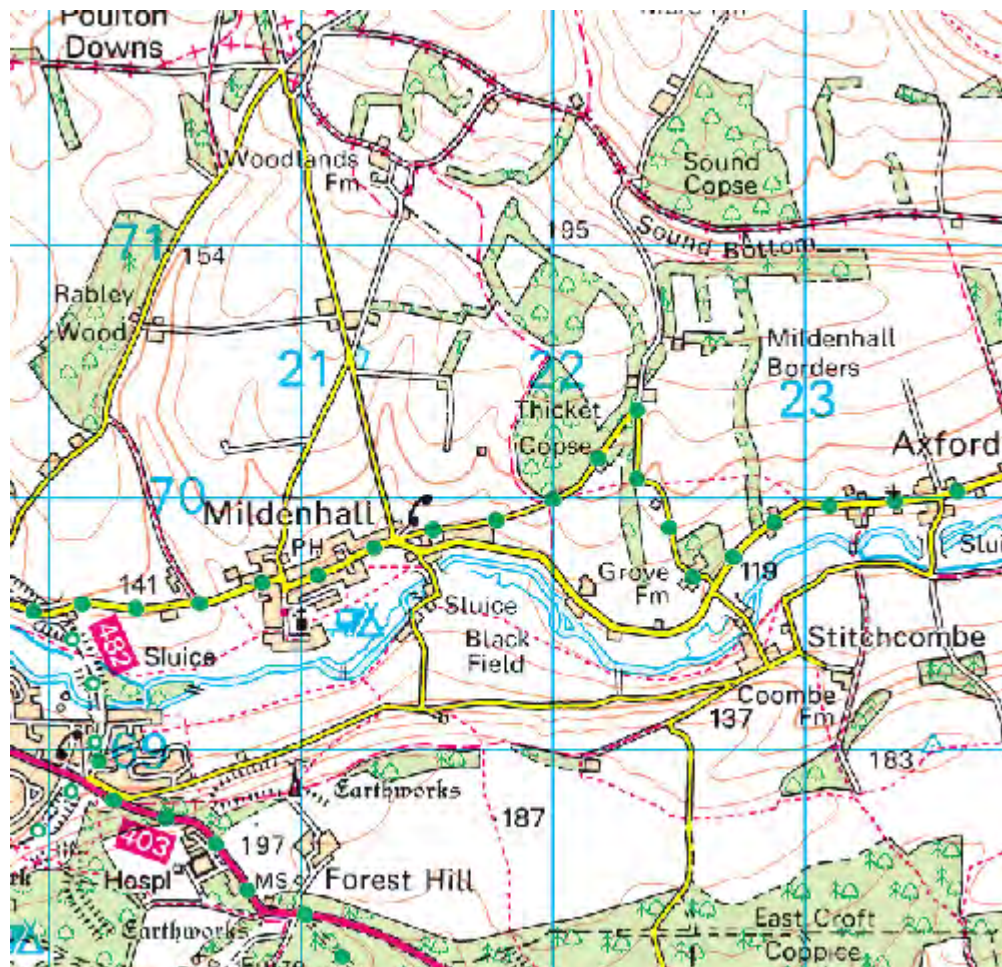 Poulton
Downs
Woodlands
Fm
Sound
Copse
195
Sound Bottom
71
154
Rabley
Wood
Mildenhall
Borders
21
22
23
Thicket
Copse
Axford
70
Mildenhall
PH
141
Grove
Fm
119
Sluice
Black
Field
Stitchcombe
482
Sluice
Coombe
Fm
137
69
183
Earthworks
187
403
197
Hospl
MS
Forest Hill
Earthworks
East Croft
Coppice